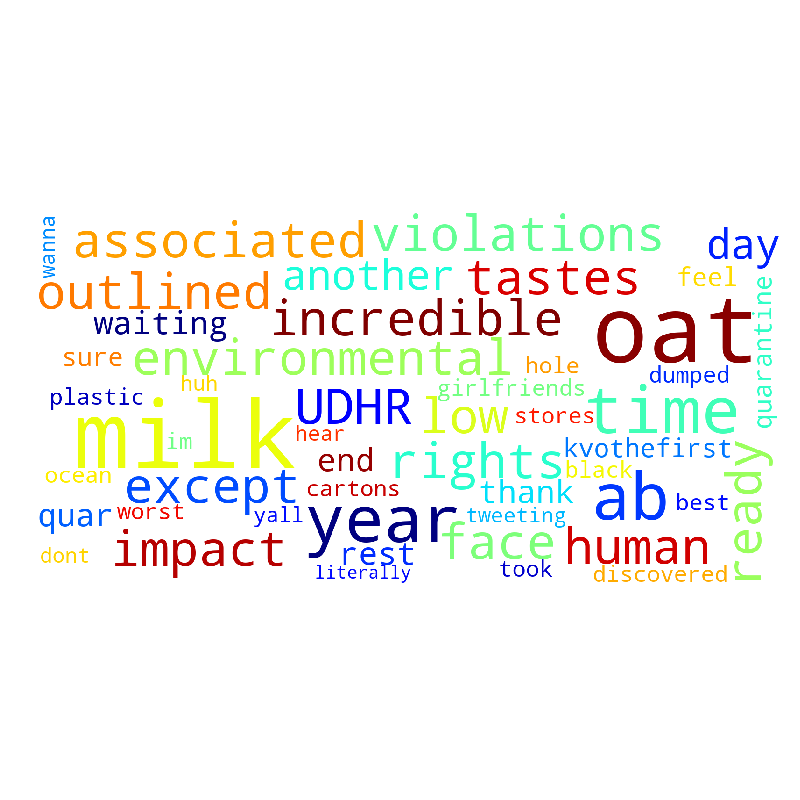 wanna
associated
violations
day
outlined
another
tastes
feel
waiting
incredible
oat
quarantine
sure
environmental
hole
dumped
plastic
huh
girlfriends
milk
im
UDHR
low
stores
time
hear
kvothefirst
ocean
end
rights
black
ready
except
cartons
thank
ab
best
quar
worst
yall
year
tweeting
dont
impact
rest
face
human
literally
took
discovered